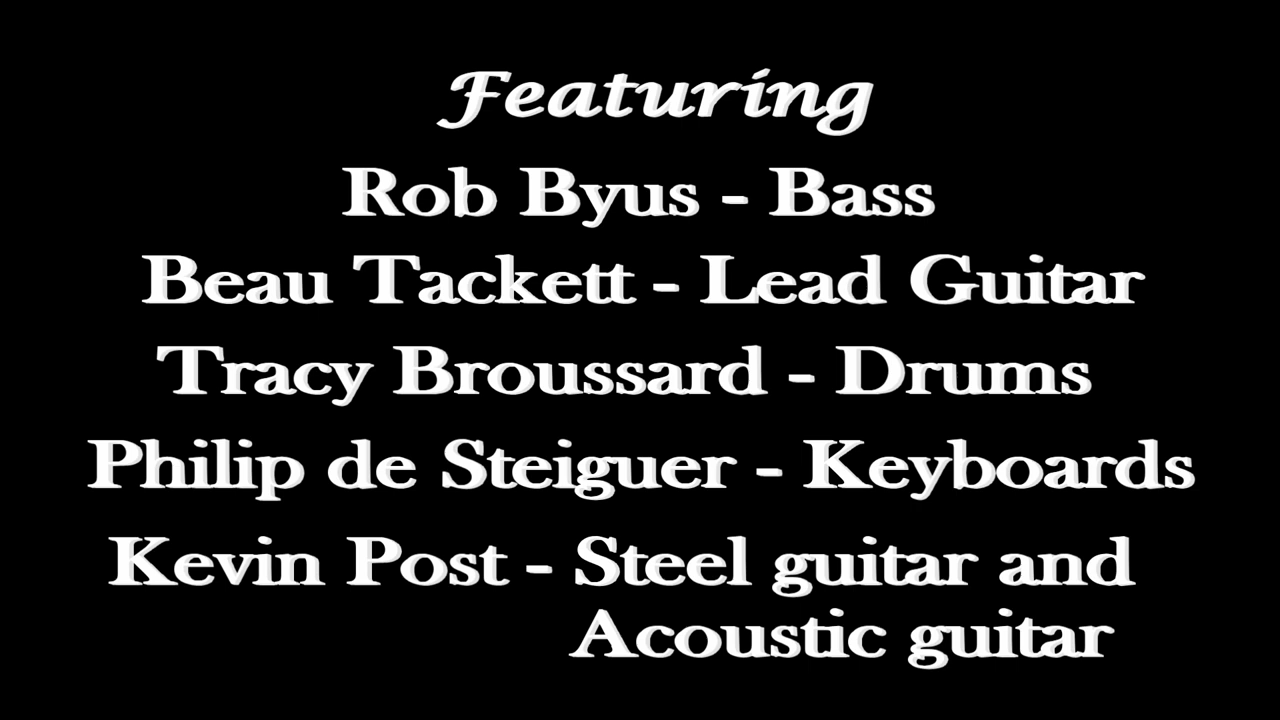 Featuring
Rob Byus - Bass
Beau Tackett - Lead Guitar
Tracy Broussard - Drums
Philip de Steiguer - Keyboards
Kevin Post - Steel guitar and
Acoustic guitar